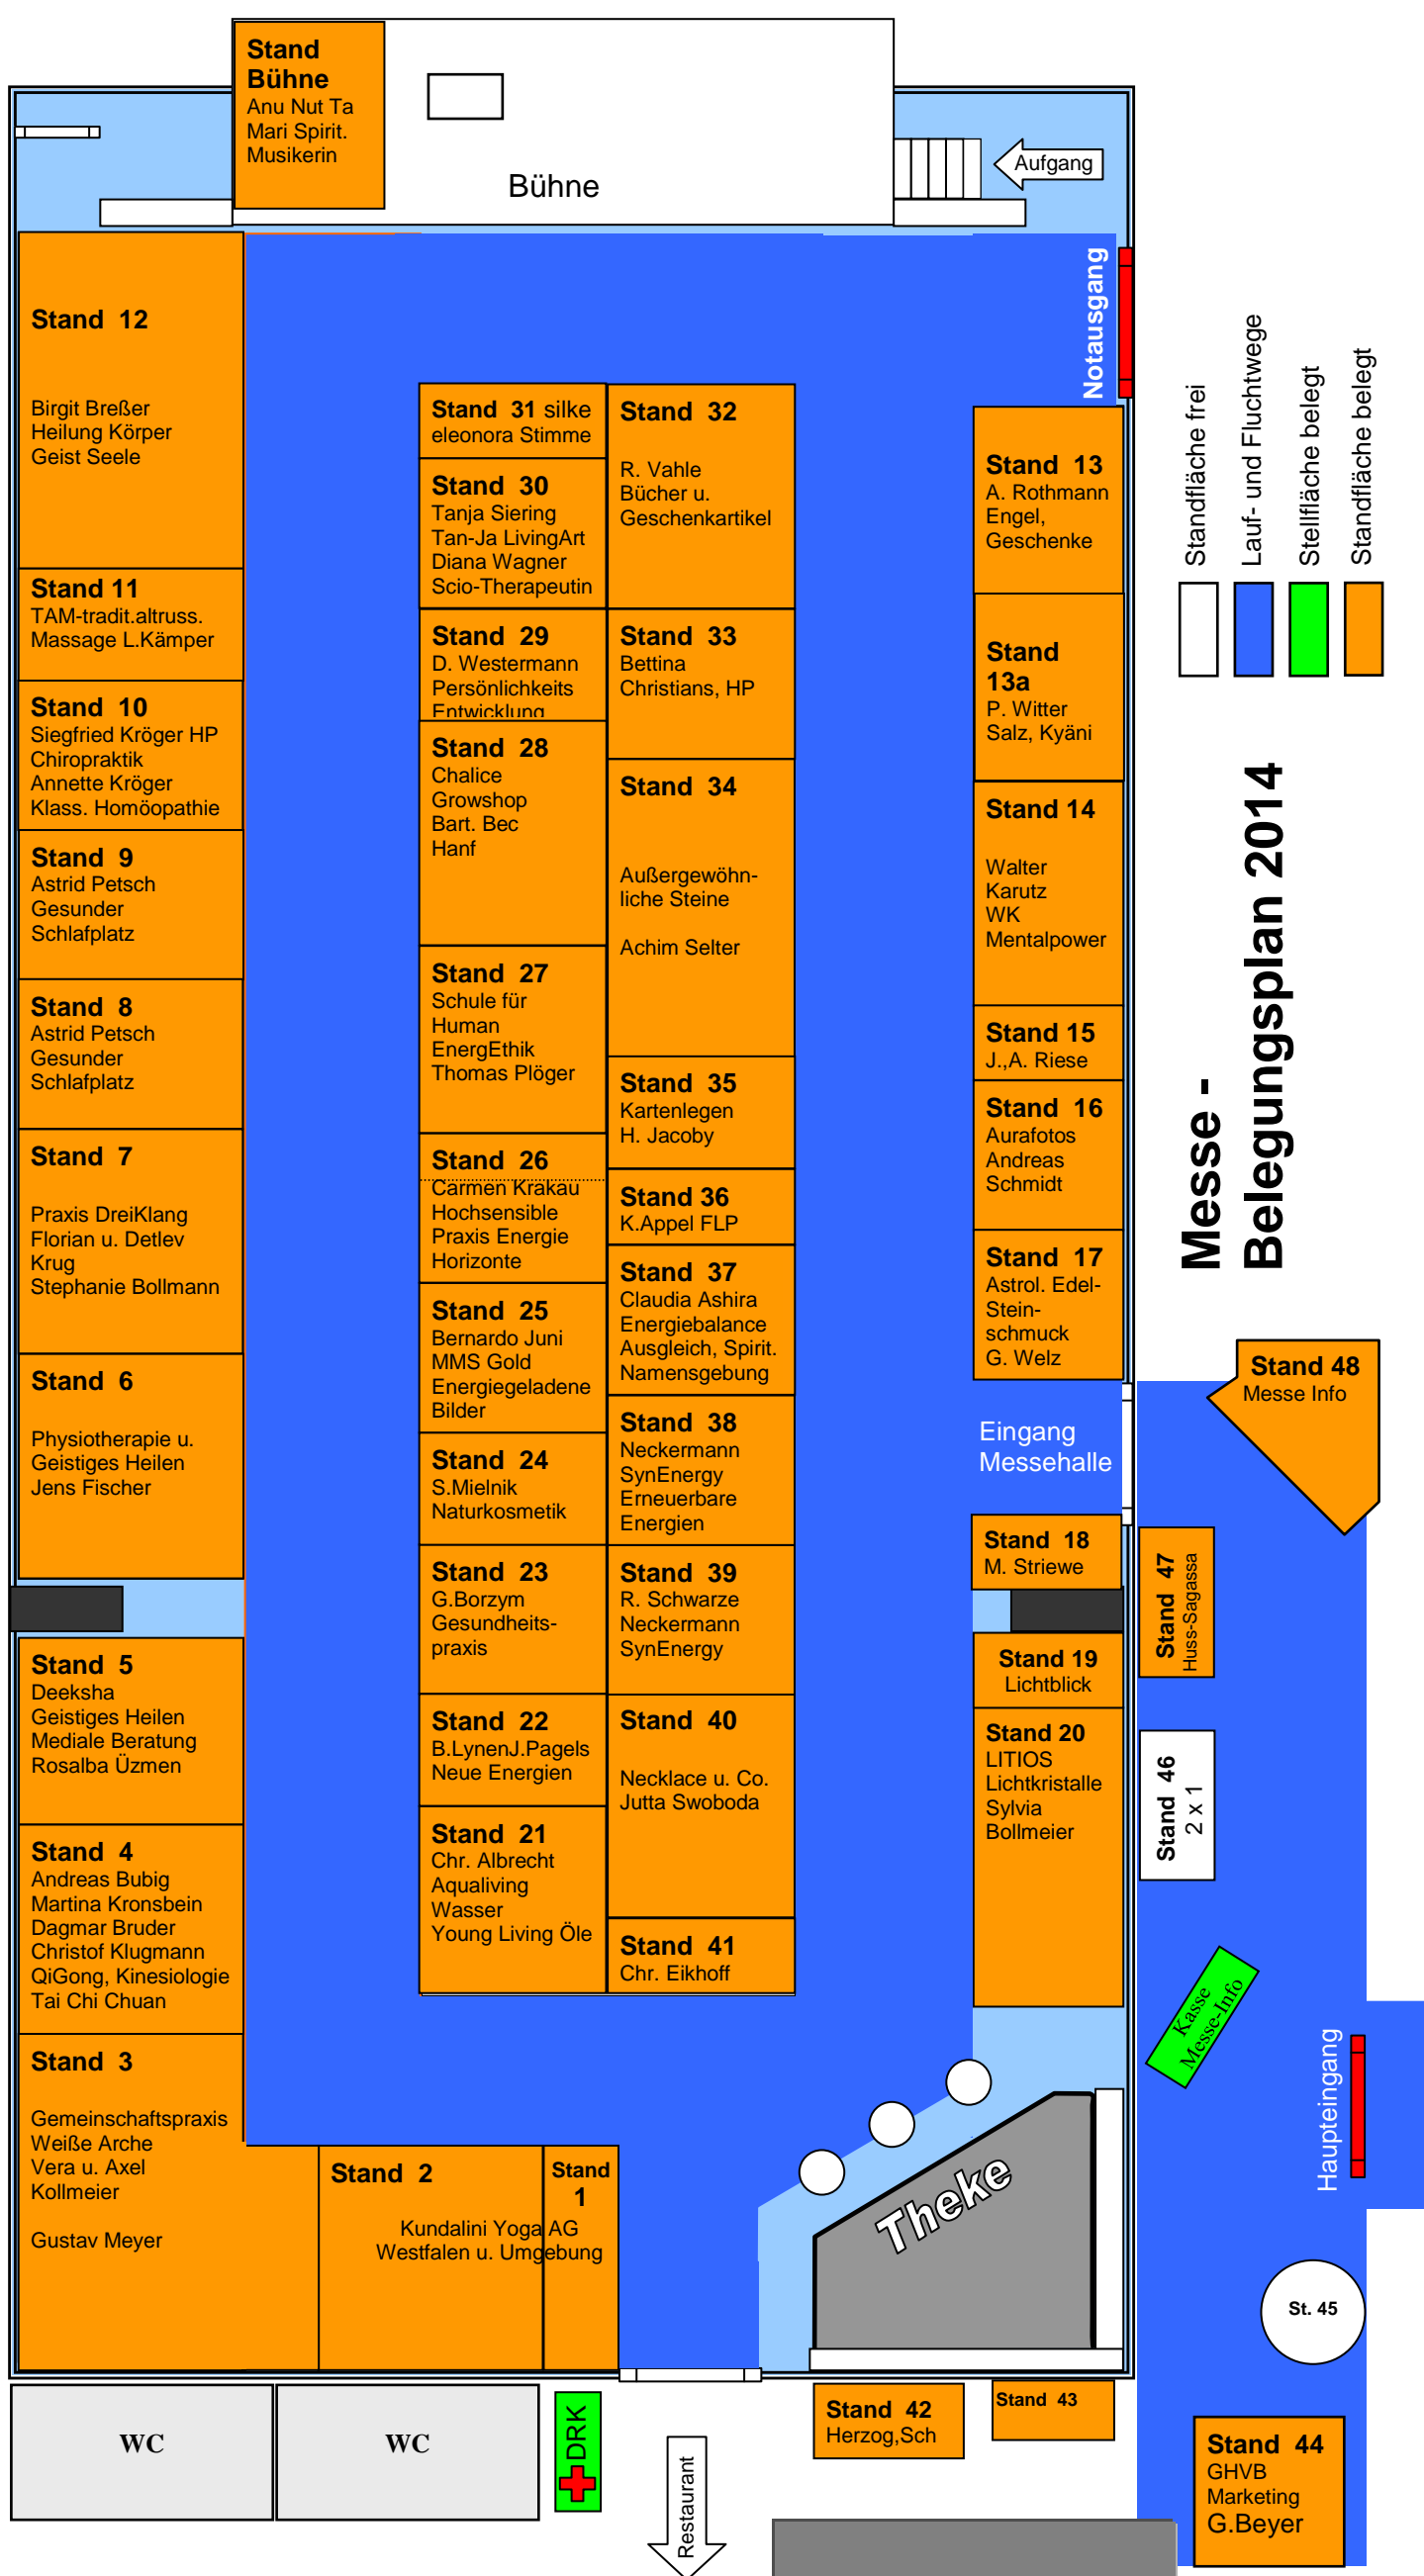 Stand
Bühne
Anu Nut Ta
Mari Spirit.
Musikerin
Bühne
Aufgang
Notausgang
Stand 12
Birgit Breßer
Heilung Körper
Geist Seele
Stand 11
TAM-tradit.altruss.
Massage L.Kämper
Stand 10
Siegfried Kröger HP
Chiropraktik
Annette Kröger
Klass. Homöopathie
Stand 9
Astrid Petsch
Gesunder
Schlafplatz
Stand 8
Astrid Petsch
Gesunder
Schlafplatz
Stand 7
Praxis DreiKlang
Florian u. Detlev
Krug
Stephanie Bollmann
Stand 6
Physiotherapie u.
Geistiges Heilen
Jens Fischer
Stand 5
Deeksha
Geistiges Heilen
Mediale Beratung
Rosalba Üzmen
Stand 4
Andreas Bubig
Martina Kronsbein
Dagmar Bruder
Christof Klugmann
QiGong, Kinesiologie
Tai Chi Chuan
Stand 3
Gemeinschaftspraxis
Weiße Arche
Vera u. Axel
Kollmeier
Gustav Meyer
Stand 2
Stand
1
Kundalini Yoga AG
Westfalen u. Umgebung
Stand 31 silke
eleonora Stimme
Stand 30
Tanja Siering
Tan-Ja LivingArt
Diana Wagner
Scio-Therapeutin
Stand 29
D. Westermann
Persönlichkeits
Entwicklung
Stand 28
Chalice
Growshop
Bart. Bec
Hanf
Stand 27
Schule für
Human
EnergEthik
Thomas Plöger
Stand 26
Carmen Krakau
Hochsensible
Praxis Energie
Horizonte
Stand 25
Bernardo Juni
MMS Gold
Energiegeladene
Bilder
Stand 24
S.Mielnik
Naturkosmetik
Stand 23
G.Borzym
Gesundheits-
praxis
Stand 22
B.LynenJ.Pagels
Neue Energien
Stand 21
Chr. Albrecht
Aqualiving
Wasser
Young Living Öle
Stand 32
R. Vahle
Bücher u.
Geschenkartikel
Stand 33
Bettina
Christians, HP
Stand 34
Außergewöhn-
liche Steine
Achim Selter
Stand 35
Kartenlegen
H. Jacoby
Stand 36
K.Appel FLP
Stand 37
Claudia Ashira
Energiebalance
Ausgleich, Spirit.
Namensgebung
Stand 38
Neckermann
SynEnergy
Erneuerbare
Energien
Stand 39
R. Schwarze
Neckermann
SynEnergy
Stand 40
Necklace u. Co.
Jutta Swoboda
Stand 41
Chr. Eikhoff
Stand 13
A. Rothmann
Engel,
Geschenke
Stand
13a
P. Witter
Salz, Kyäni
Stand 14
Walter
Karutz
WK
Mentalpower
Stand 15
J.,A. Riese
Stand 16
Aurafotos
Andreas
Schmidt
Stand 17
Astrol. Edel-
Stein-
schmuck
G. Welz
Eingang
Messehalle
Stand 18
M. Striewe
Stand 19
Lichtblick
Stand 20
LITIOS
Lichtkristalle
Sylvia
Bollmeier
Theke
Standfläche frei
Lauf- und Fluchtwege
Stellfläche belegt
Standfläche belegt
Messe -
Belegungsplan 2014
Stand 48
Messe Info
Stand 47
Huss-Sagassa
Stand 46
2 x 1
Kasse
Messe-Info
Haupteingang
St. 45
WC
WC
DRK
Restaurant
Stand 42
Herzog,Sch
Stand 43
Stand 44
GHVB
Marketing
G.Beyer